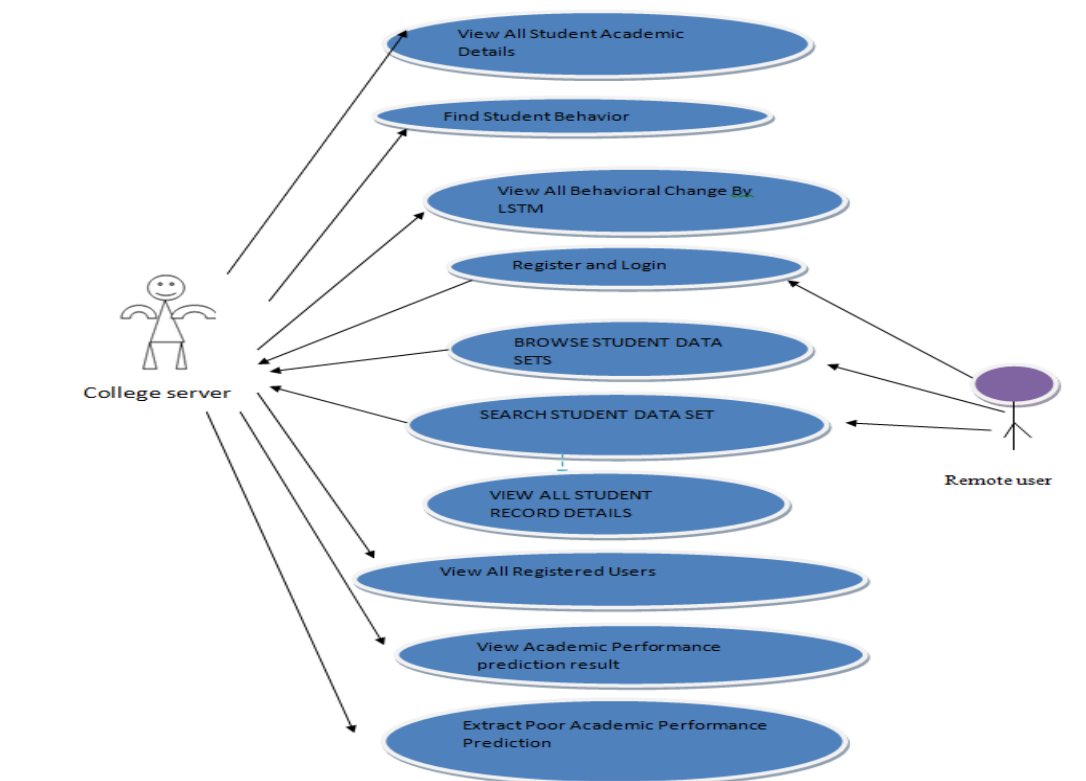 View All Student Academic
Details
Find Student Behavior
View All Behavioral Change By
LSTM
Register and Login
BROWSE STUDENT DATA
SETS
College server
SEARCH STUDENT DATA SET
Remote user
VIEW ALL STUDENT
RECORD DETAILS
View All Registered Users
View Academic Performance
prediction result
Extract Poor Academic Performance
Prediction